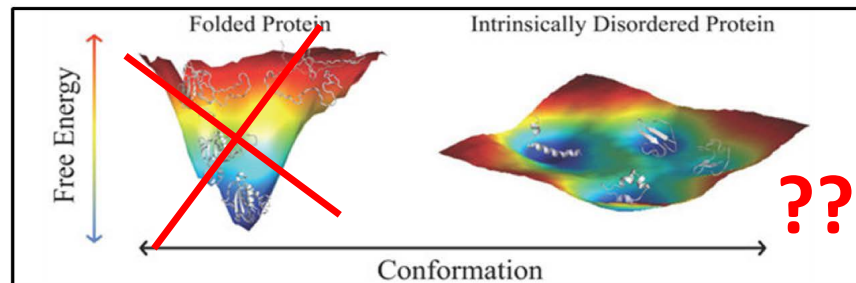 Folded Protein
Intrinsically Disordered Protein
Free Energy
??
Conformation